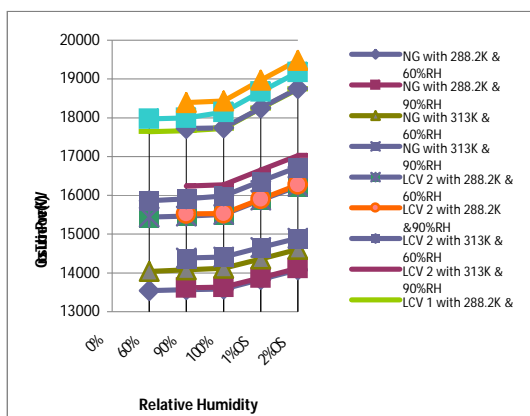 20000
19000
18000
17000
16000
15000
14000
13000
0%
60%
90%
100%
1%OS
2%OS
Relative Humidity
NG with 288.2K &
60%RH
NG with 288.2K &
90%RH
NG with 313K &
60%RH
NG with 313K &
90%RH
LCV 2 with 288.2K &
60%RH
LCV 2 with 288.2K
&90%RH
LCV 2 with 313K &
60%RH
LCV 2 with 313K &
90%RH
LCV 1 with 288.2K &